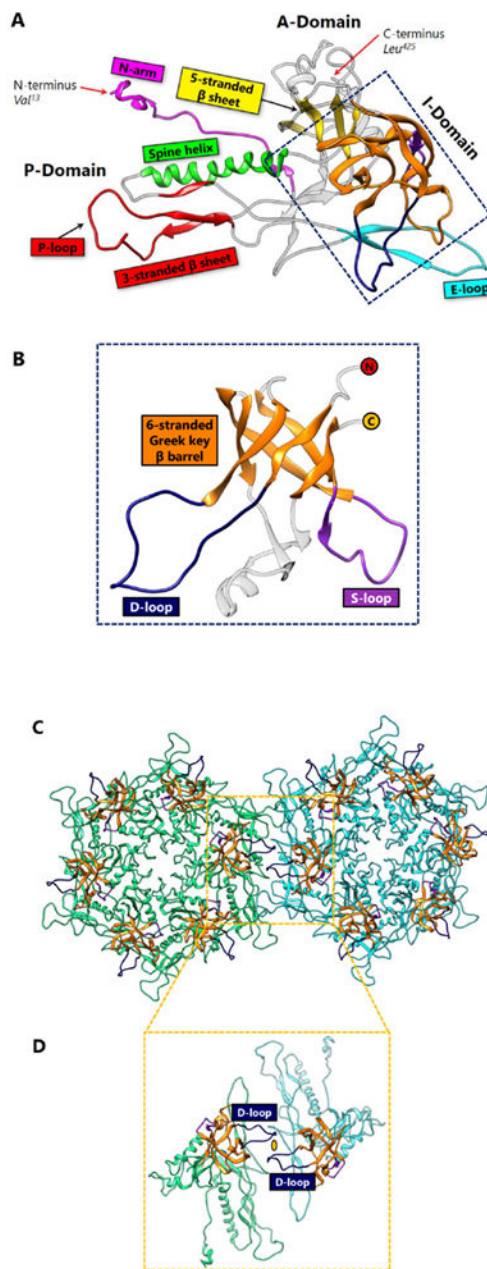 A
A-Domain
C-terminus
Leu425
N-arm
5-stranded
β sheet
N-terminus
Val13
I-Domain
Spine helix
P-Domain
P-loop
3-stranded β sheet
E-loop
B
N
6-stranded
Greek key
β barrel
C
D-loop
S-loop
C
D
D-loop
D-loop